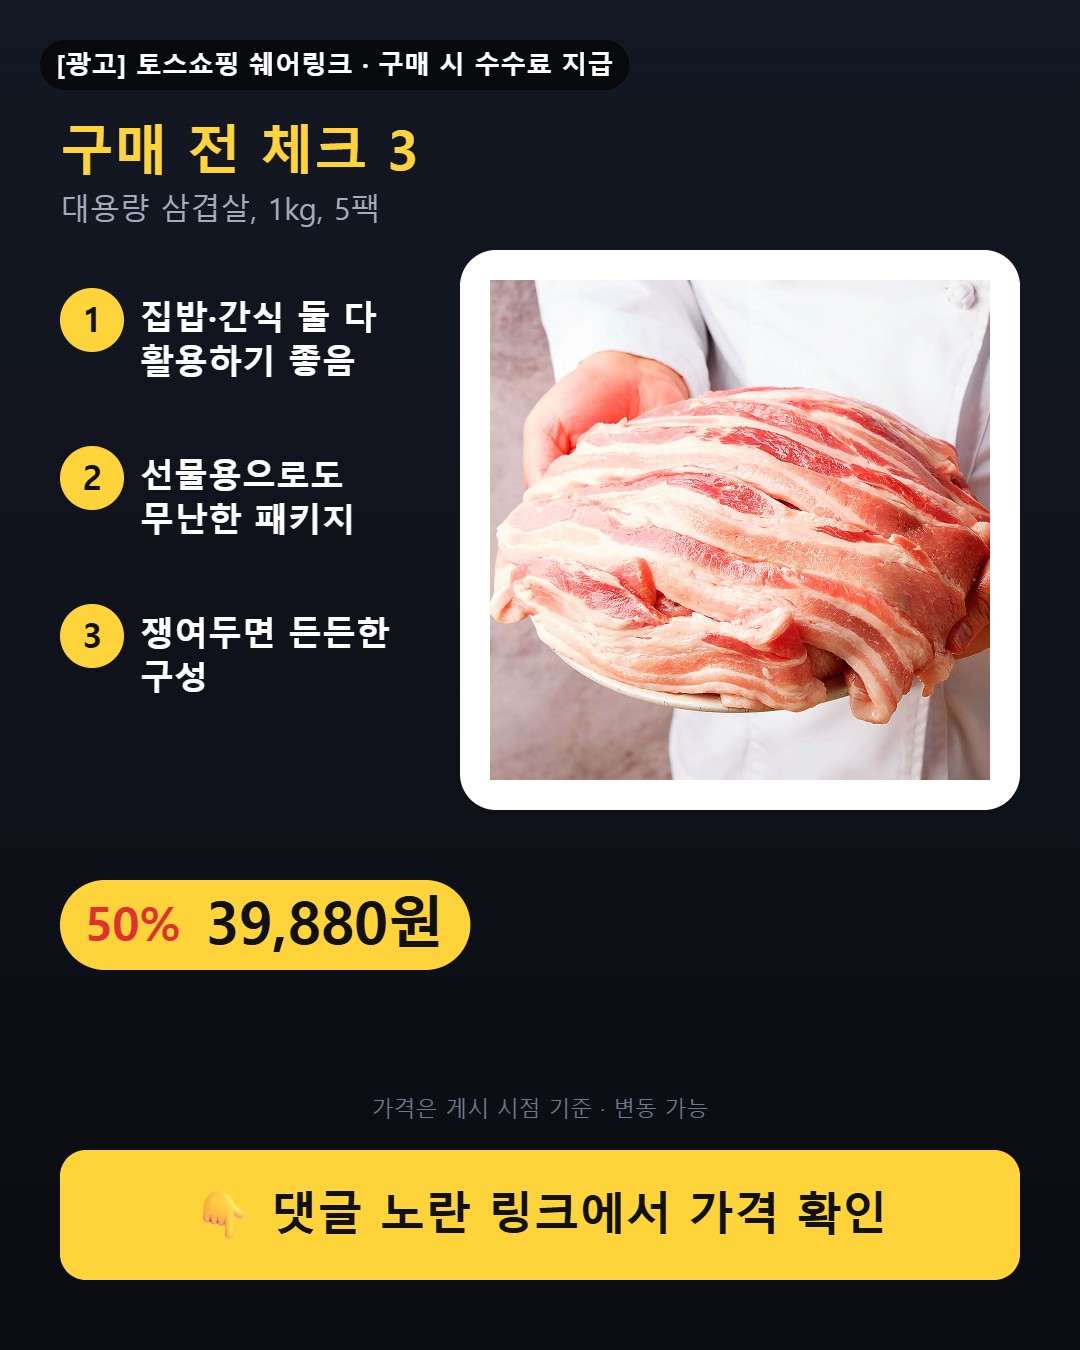 [광고] 토스쇼핑 쉐어링크 · 구매 시 수수료 지급
구매 전 체크 3
대용량 삼겹살, 1kg, 5팩
1 집밥·간식 둘 다
활용하기 좋음
2 선물용으로도
무난한 패키지
3 쟁여두면 든든한
구성
50% 39,880원
가격은 게시 시점 기준 · 변동 가능
👇 댓글 노란 링크에서 가격 확인